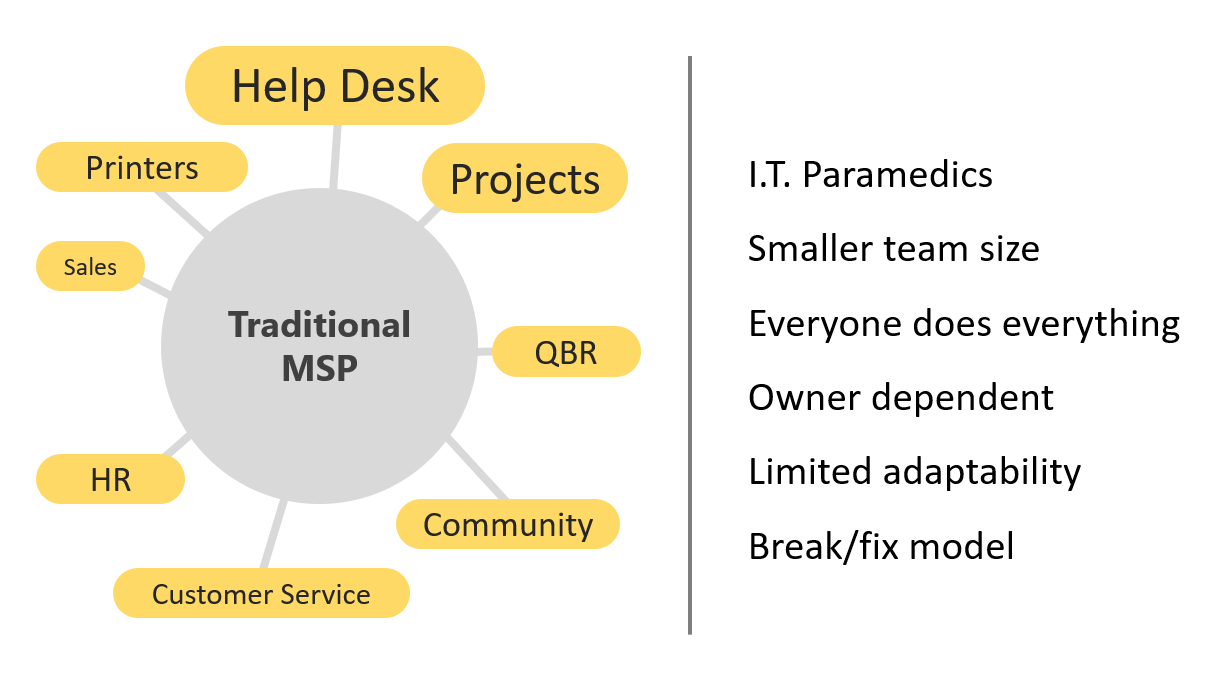 Help Desk
Printers
Projects
Sales
Traditional
MSP
QBR
HR
Community
Customer Service
I.T. Paramedics
Smaller team size
Everyone does everything
Owner dependent
Limited adaptability
Break/fix model